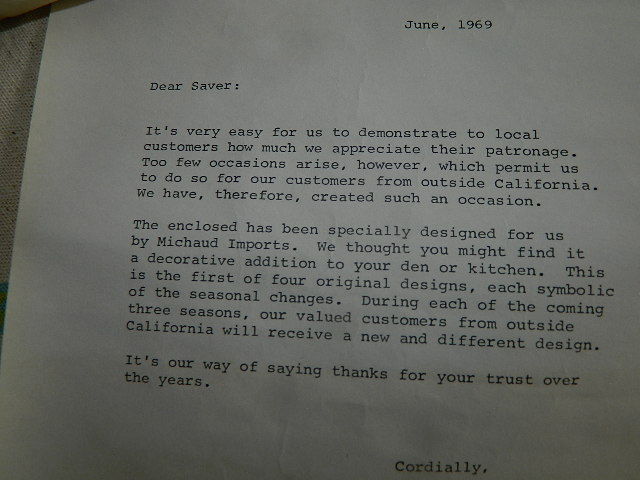 June, 1969
Dear Saver:
It's very easy for us to demonstrate to local
customers how much we appreciate their patronage.
Too few occasions arise, however, which permit us
to do so for our customers from outside California.
We have, therefore, created such an occasion.
The enclosed has been specially designed for us
by Michaud Imports.  We thought you might find it
a decorative addition to your den or kitchen.  This
is the first of four original designs, each symbolic
of the seasonal changes.  During each of the coming
three seasons, our valued customers from outside
California will receive a new and different design.
It's our way of saying thanks for your trust over
the years.
Cordially,